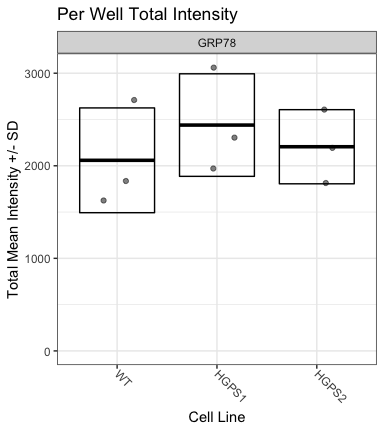 Per Well Total Intensity
GRP78
Total Mean Intensity +/- SD
3000
2000
1000
0
WT
HGPS1
HGPS2
Cell Line